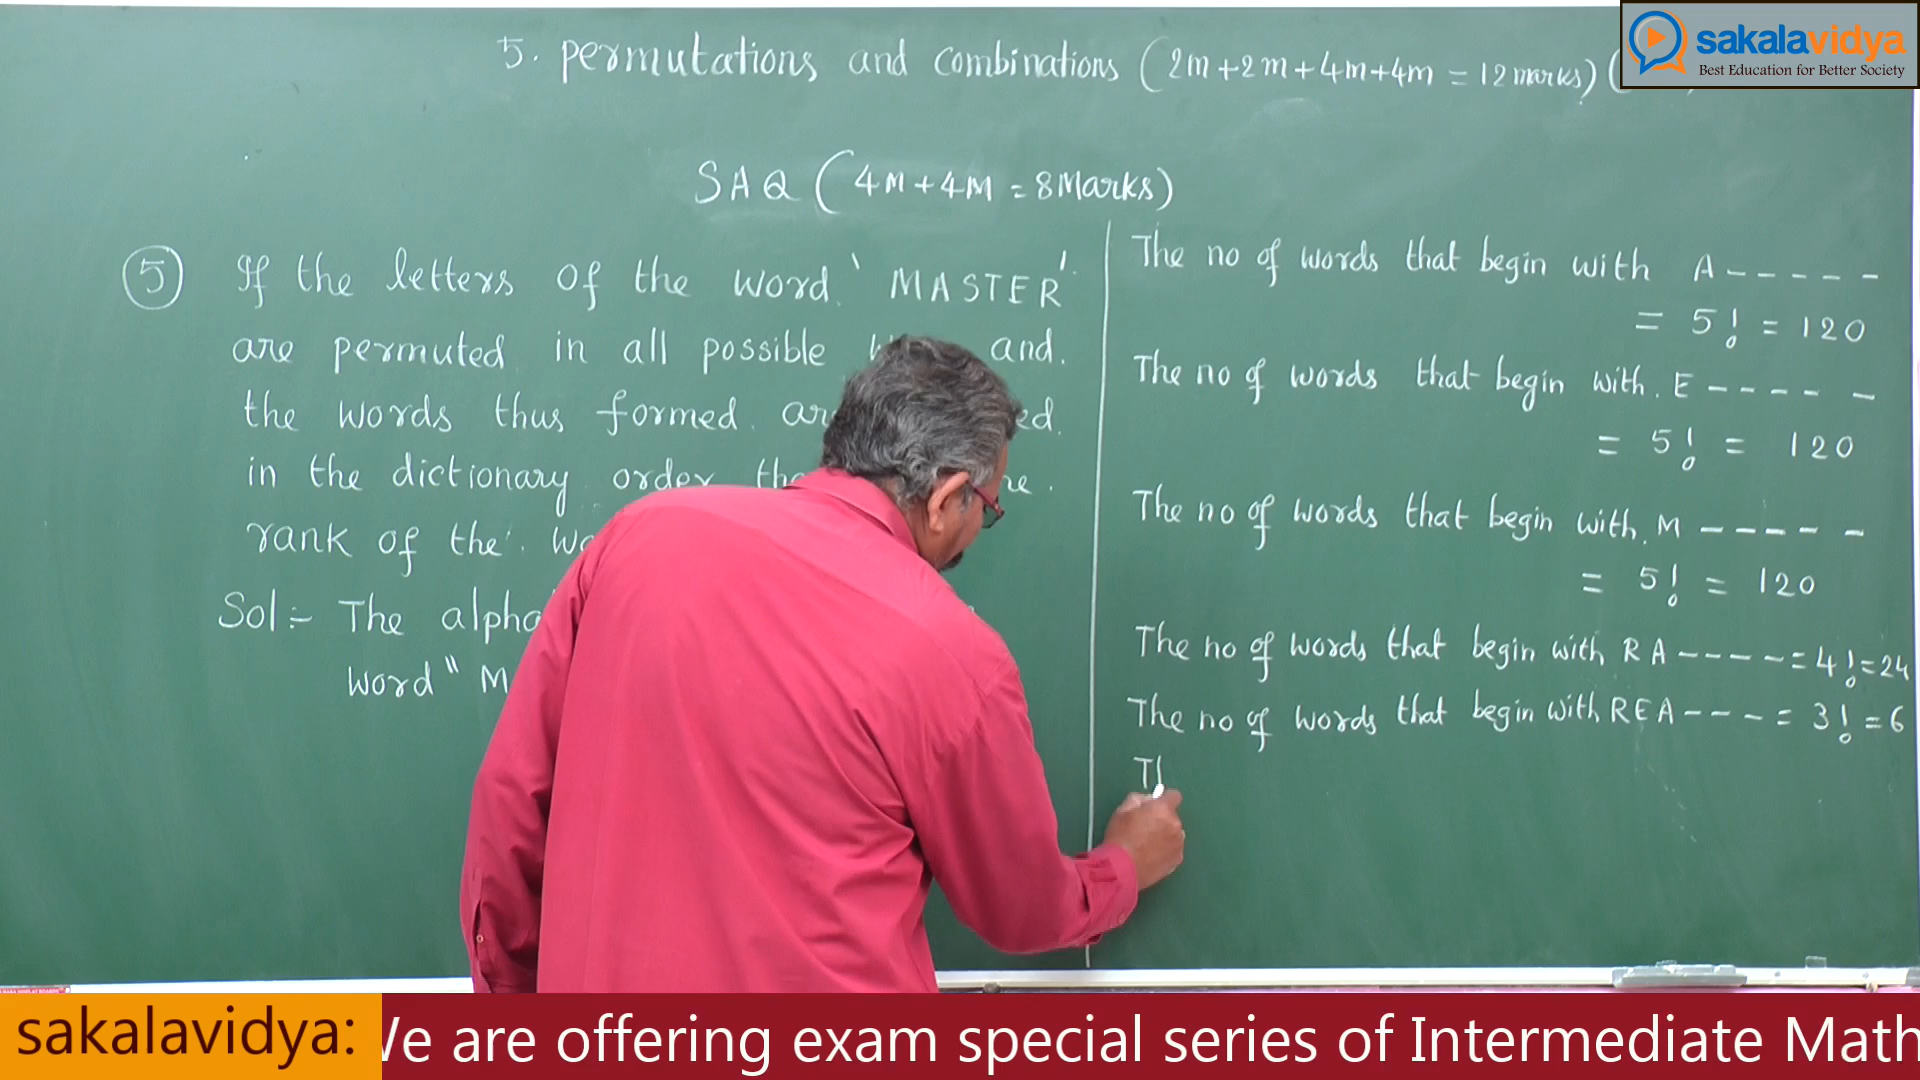 sakalavidya
Best Education for Better Society
5. permutations and combinations (2m+2m+4m+4m = 12marks) (
SAQ (4M+4M = 8Marks)
5 If the letters of the word 'MASTER'
are permuted in all possible and
the words thus formed
in the dictionary order
rank of the
Sol:- The
word "M
The no of words that begin with A - - - - -
= 5! = 120
The no of words that begin with E - - - - -
= 5! = 120
The no of words that begin with M - - - - -
= 5! = 120
The no of words that begin with RA - - - - = 4! = 24
The no of words that begin with REA - - - = 3! = 6
Th
sakalavidya: We are offering exam special series of Intermediate Math